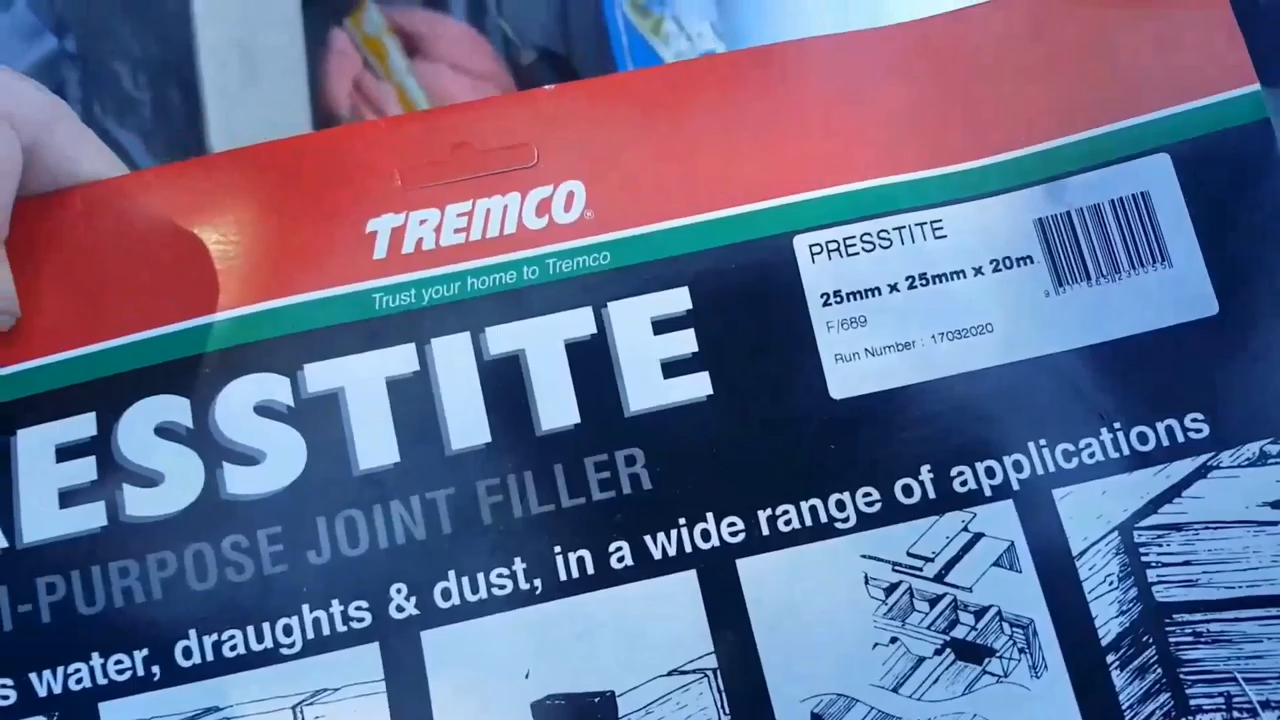 TREMCO®
Trust your home to Tremco
PRESSTITE
25mm x 25mm x 20m
F/689
Run Number : 17032020
ESSTITE
I-PURPOSE JOINT FILLER
s water, draughts & dust, in a wide range of applications